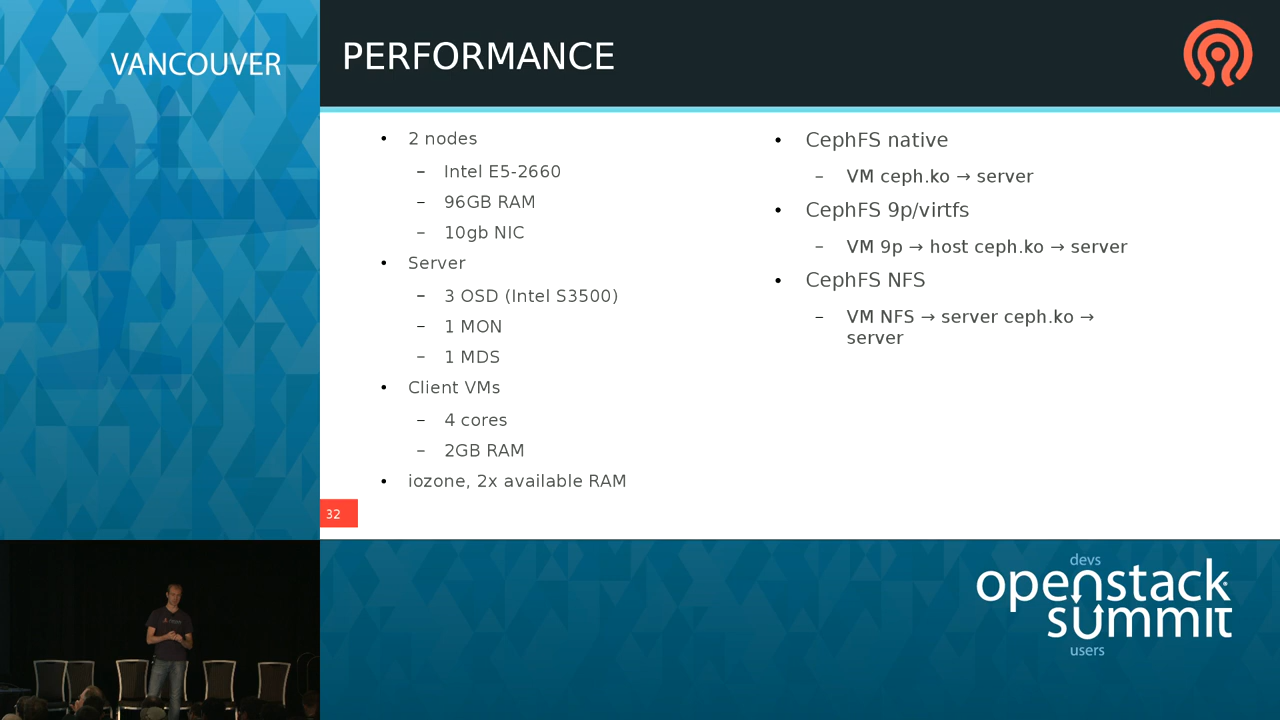 VANCOUVER
PERFORMANCE
• 2 nodes
– Intel E5-2660
– 96GB RAM
– 10gb NIC
• Server
– 3 OSD (Intel S3500)
– 1 MON
– 1 MDS
• Client VMs
– 4 cores
– 2GB RAM
• iozone, 2x available RAM
• CephFS native
– VM ceph.ko → server
• CephFS 9p/virtfs
– VM 9p → host ceph.ko → server
• CephFS NFS
– VM NFS → server ceph.ko →
server
32
devs
openstack
summit
users